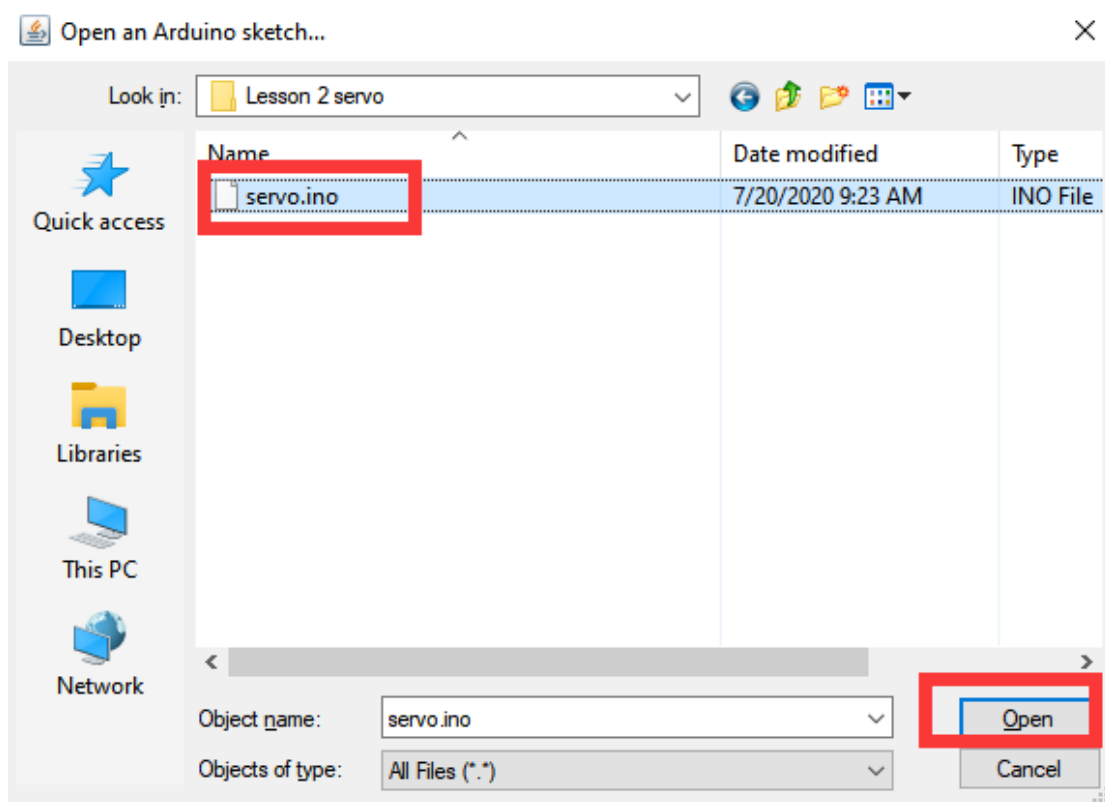 Open an Arduino sketch...
Look in: Lesson 2 servo
Name Date modified Type
servo.ino 7/20/2020 9:23 AM INO File
Quick access
Desktop
Libraries
This PC
Network
Object name: servo.ino Open
Objects of type: All Files (*.*) Cancel